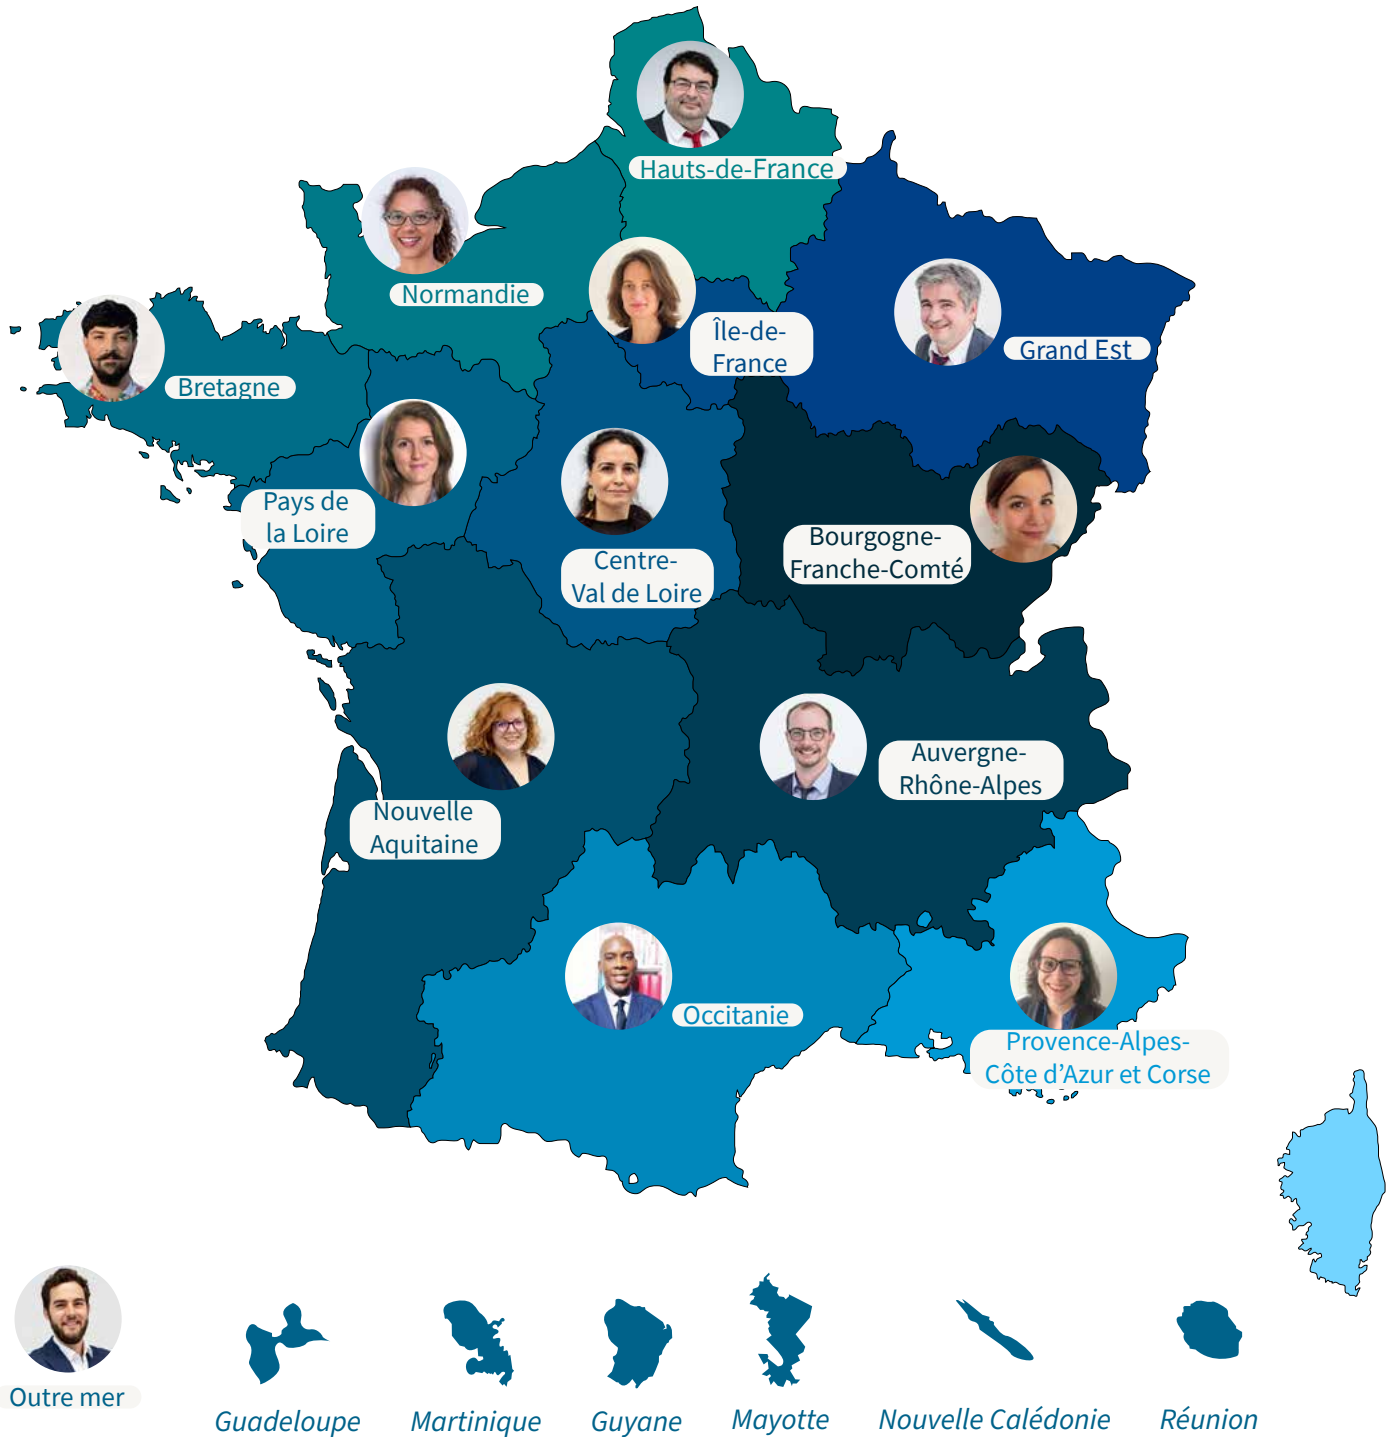 Hauts-de-France
Normandie
Île-de-
France
Grand Est
Bretagne
Pays de
la Loire
Centre-
Val de Loire
Bourgogne-
Franche-Comté
Auvergne-
Rhône-Alpes
Nouvelle
Aquitaine
Occitanie
Provence-Alpes-
Côte d’Azur et Corse
Outre mer
Guadeloupe
Martinique
Guyane
Mayotte
Nouvelle Calédonie
Réunion